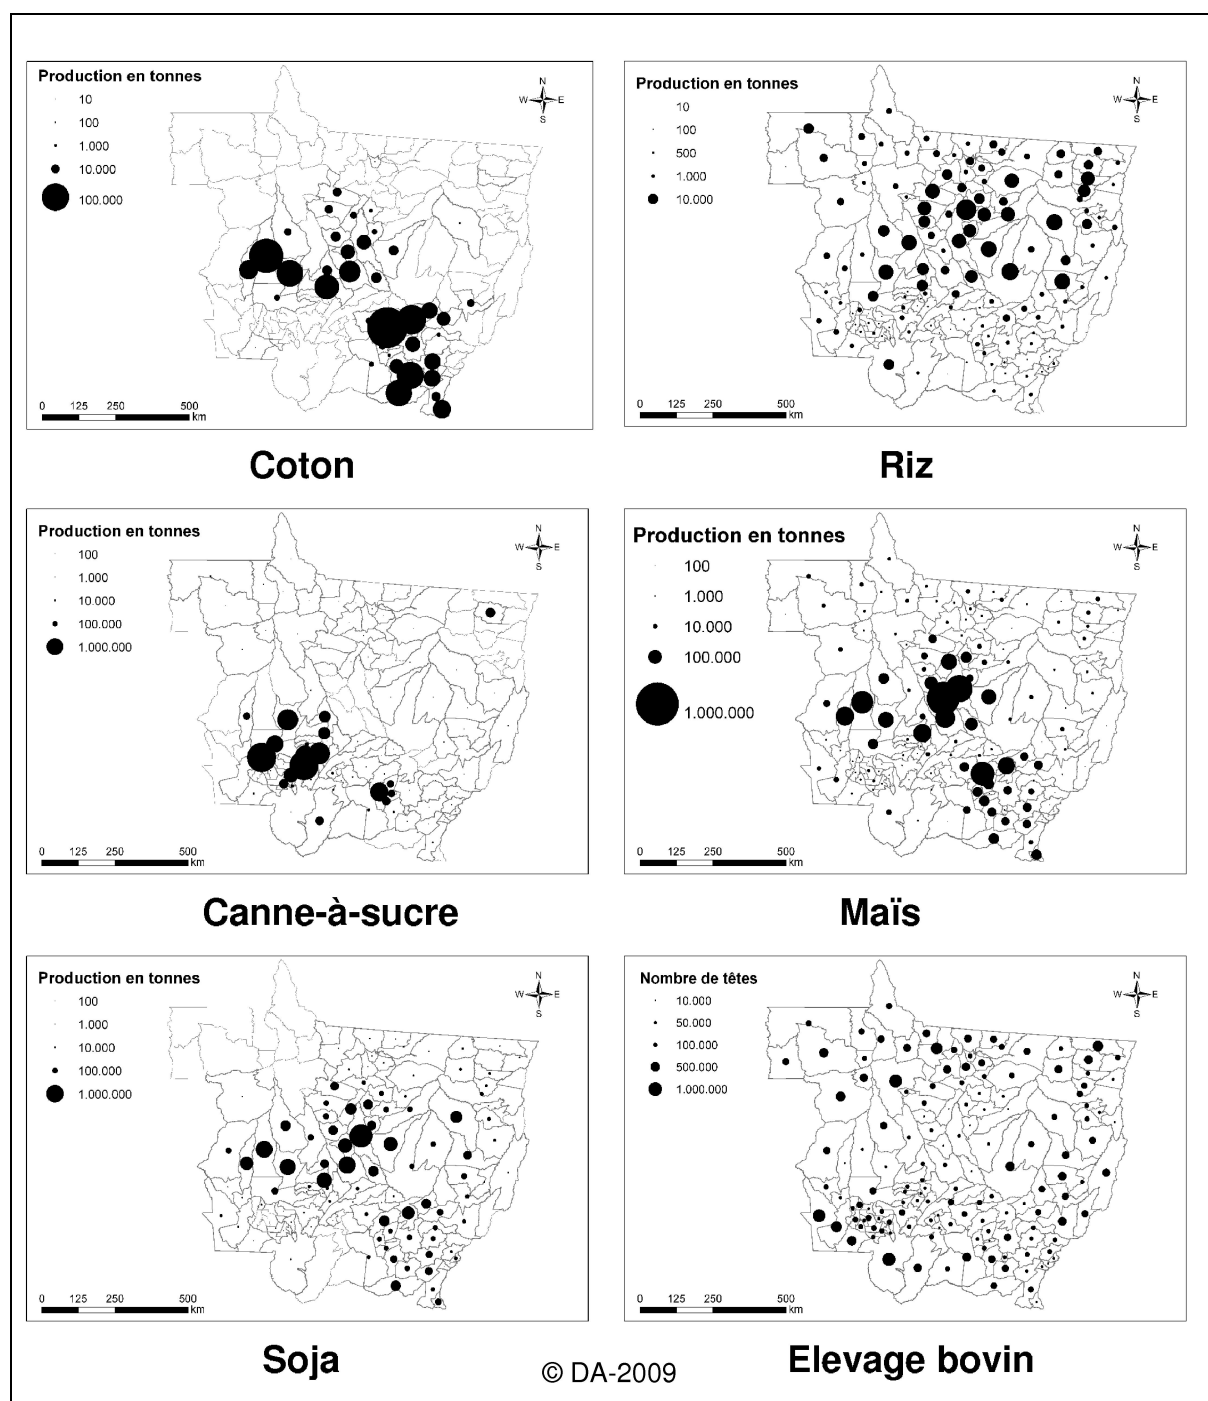 Production en tonnes
10
100
1.000
10.000
100.000
N
W E
S
0 125 250 500
km
Coton
Production en tonnes
10
100
500
1.000
10.000
N
W E
S
0 125 250 500
km
Riz
Production en tonnes
100
1.000
10.000
100.000
1.000.000
N
W E
S
0 125 250 500
km
Canne-à-sucre
Production en tonnes
100
1.000
10.000
100.000
1.000.000
N
W E
S
0 125 250 500
km
Maïs
Production en tonnes
100
1.000
10.000
100.000
1.000.000
N
W E
S
0 125 250 500
km
Soja
Nombre de têtes
10.000
50.000
100.000
500.000
1.000.000
N
W E
S
0 125 250 500
km
Elevage bovin
© DA-2009